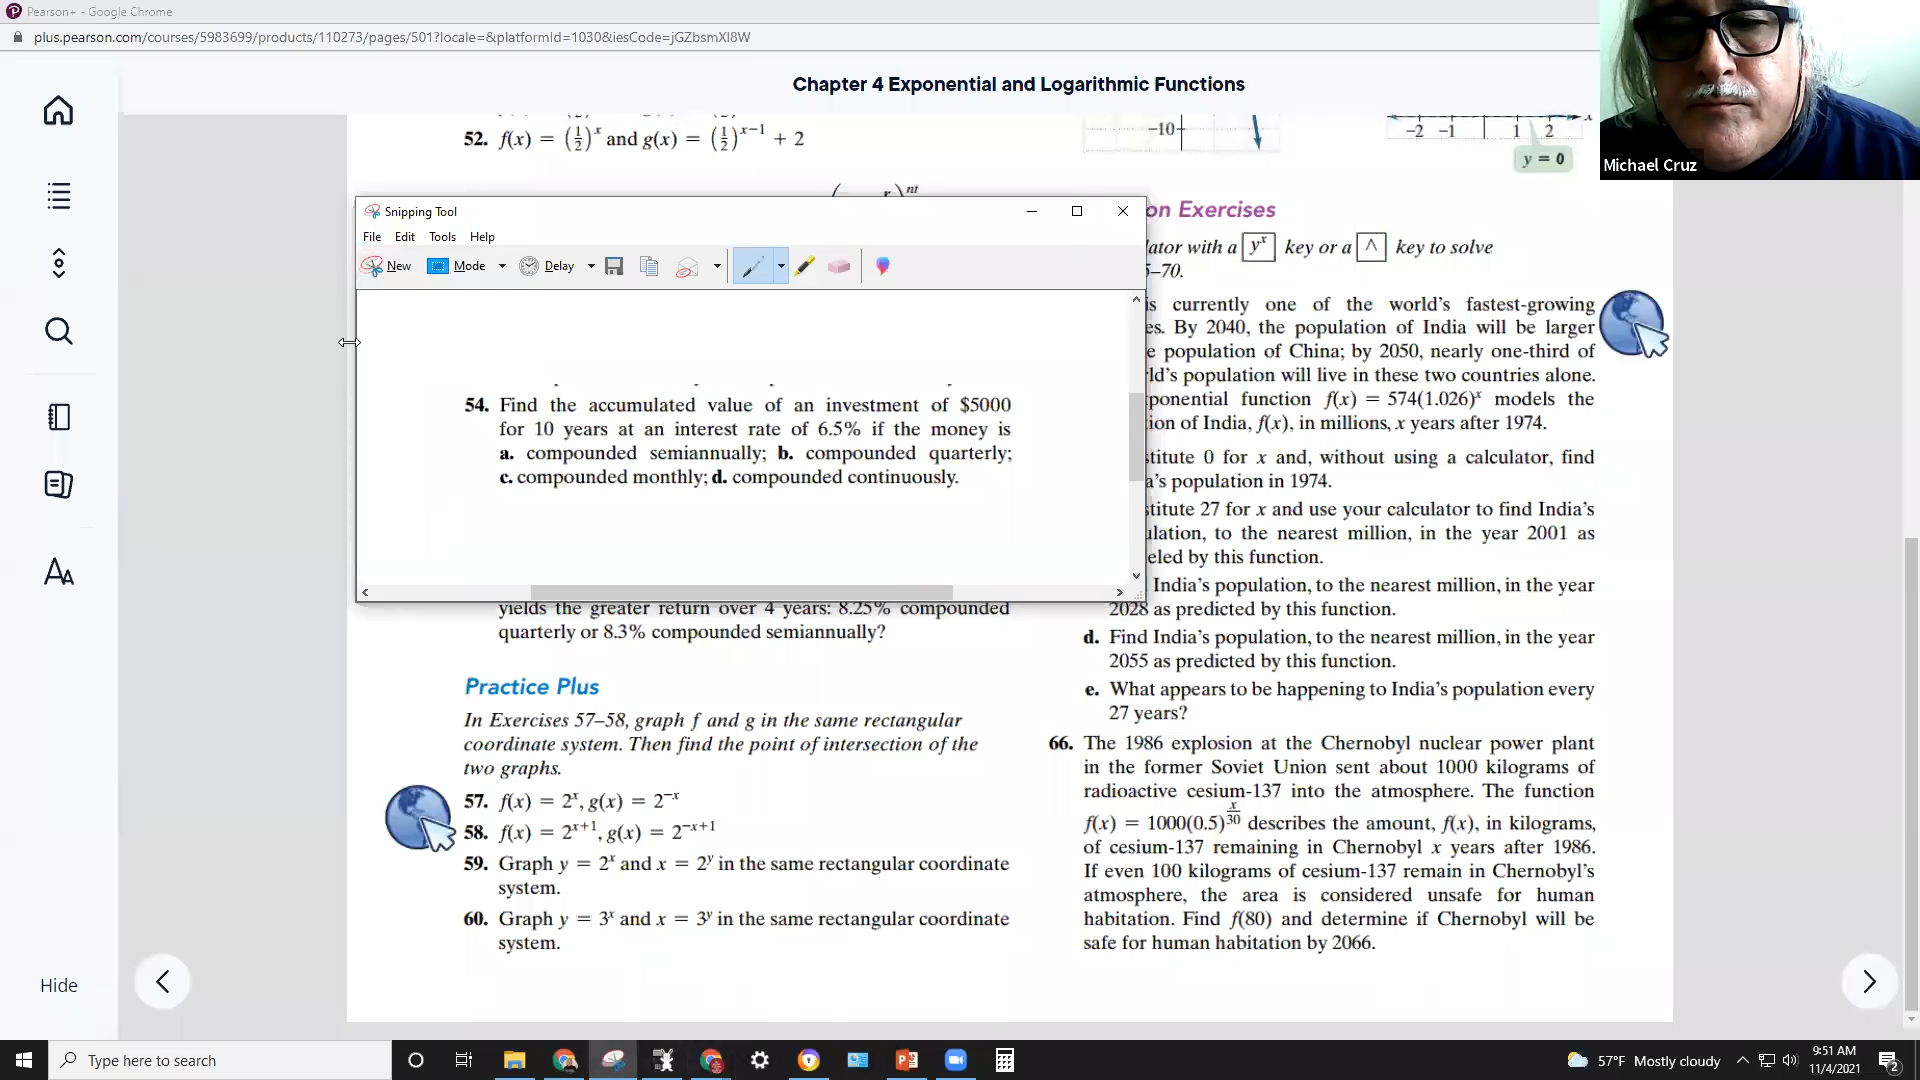 Pearson+ - Google Chrome
plus.pearson.com/courses/5983699/products/110273/pages/501?locale=&platformId=1030&iesCode=jGZbsmXl8W
Chapter 4 Exponential and Logarithmic Functions
Michael Cruz
52. f(x) = (1/2)^x and g(x) = (1/2)^(x−1) + 2
r nt
−10
−2 −1 1 2 x
y = 0
Snipping Tool
File Edit Tools Help
New Mode Delay
54. Find the accumulated value of an investment of $5000
for 10 years at an interest rate of 6.5% if the money is
a. compounded semiannually; b. compounded quarterly;
c. compounded monthly; d. compounded continuously.
yields the greater return over 4 years: 8.25% compounded
quarterly or 8.3% compounded semiannually?
Practice Plus
In Exercises 57–58, graph f and g in the same rectangular
coordinate system. Then find the point of intersection of the
two graphs.
57. f(x) = 2^x, g(x) = 2^−x
58. f(x) = 2^(x+1), g(x) = 2^(−x+1)
59. Graph y = 2^x and x = 2^y in the same rectangular coordinate
system.
60. Graph y = 3^x and x = 3^y in the same rectangular coordinate
system.
on Exercises
lator with a y^x key or a ^ key to solve
5–70.
is currently one of the world's fastest-growing
es. By 2040, the population of India will be larger
e population of China; by 2050, nearly one-third of
ld's population will live in these two countries alone.
ponential function f(x) = 574(1.026)^x models the
ion of India, f(x), in millions, x years after 1974.
stitute 0 for x and, without using a calculator, find
a's population in 1974.
stitute 27 for x and use your calculator to find India's
ulation, to the nearest million, in the year 2001 as
eled by this function.
India's population, to the nearest million, in the year
2028 as predicted by this function.
d. Find India's population, to the nearest million, in the year
2055 as predicted by this function.
e. What appears to be happening to India's population every
27 years?
66. The 1986 explosion at the Chernobyl nuclear power plant
in the former Soviet Union sent about 1000 kilograms of
radioactive cesium-137 into the atmosphere. The function
f(x) = 1000(0.5)^(x/30) describes the amount, f(x), in kilograms,
of cesium-137 remaining in Chernobyl x years after 1986.
If even 100 kilograms of cesium-137 remain in Chernobyl's
atmosphere, the area is considered unsafe for human
habitation. Find f(80) and determine if Chernobyl will be
safe for human habitation by 2066.
Hide
Type here to search
57°F Mostly cloudy
9:51 AM
11/4/2021
2